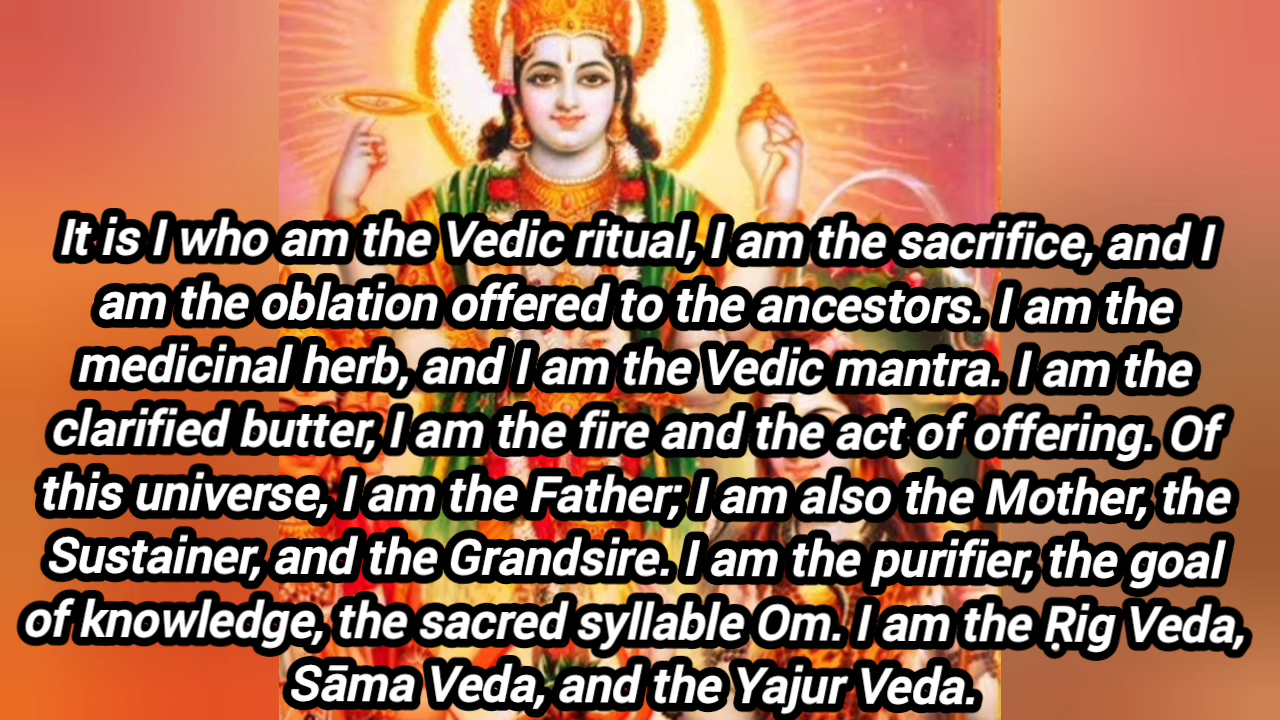 It is I who am the Vedic ritual, I am the sacrifice, and I
am the oblation offered to the ancestors. I am the
medicinal herb, and I am the Vedic mantra. I am the
clarified butter, I am the fire and the act of offering. Of
this universe, I am the Father; I am also the Mother, the
Sustainer, and the Grandsire. I am the purifier, the goal
of knowledge, the sacred syllable Om. I am the Ṛig Veda,
Sāma Veda, and the Yajur Veda.